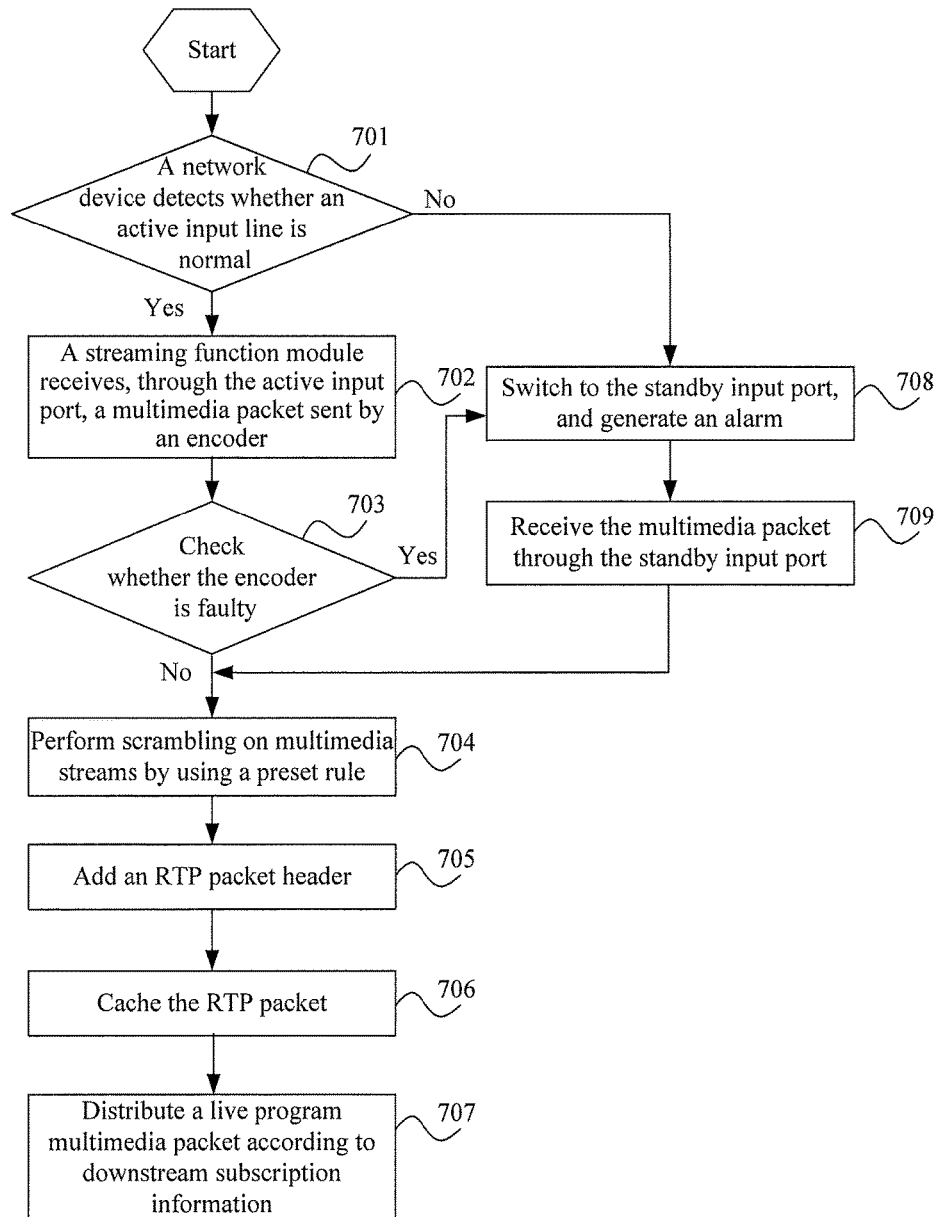 Start
701
A
network
device detects whether an
active input line is
normal
No
Yes
A streaming function module
receives, through the active input
port, a multimedia packet sent by
an encoder
702
Switch to the standby input port,
and generate an alarm
708
703
Check
whether the encoder
is faulty
Yes
Receive the multimedia packet
through the standby input port
709
No
Perform scrambling on multimedia
streams by using a preset rule
704
Add an RTP packet header
705
Cache the RTP packet
706
Distribute a live program
multimedia packet according to
downstream subscription
information
707